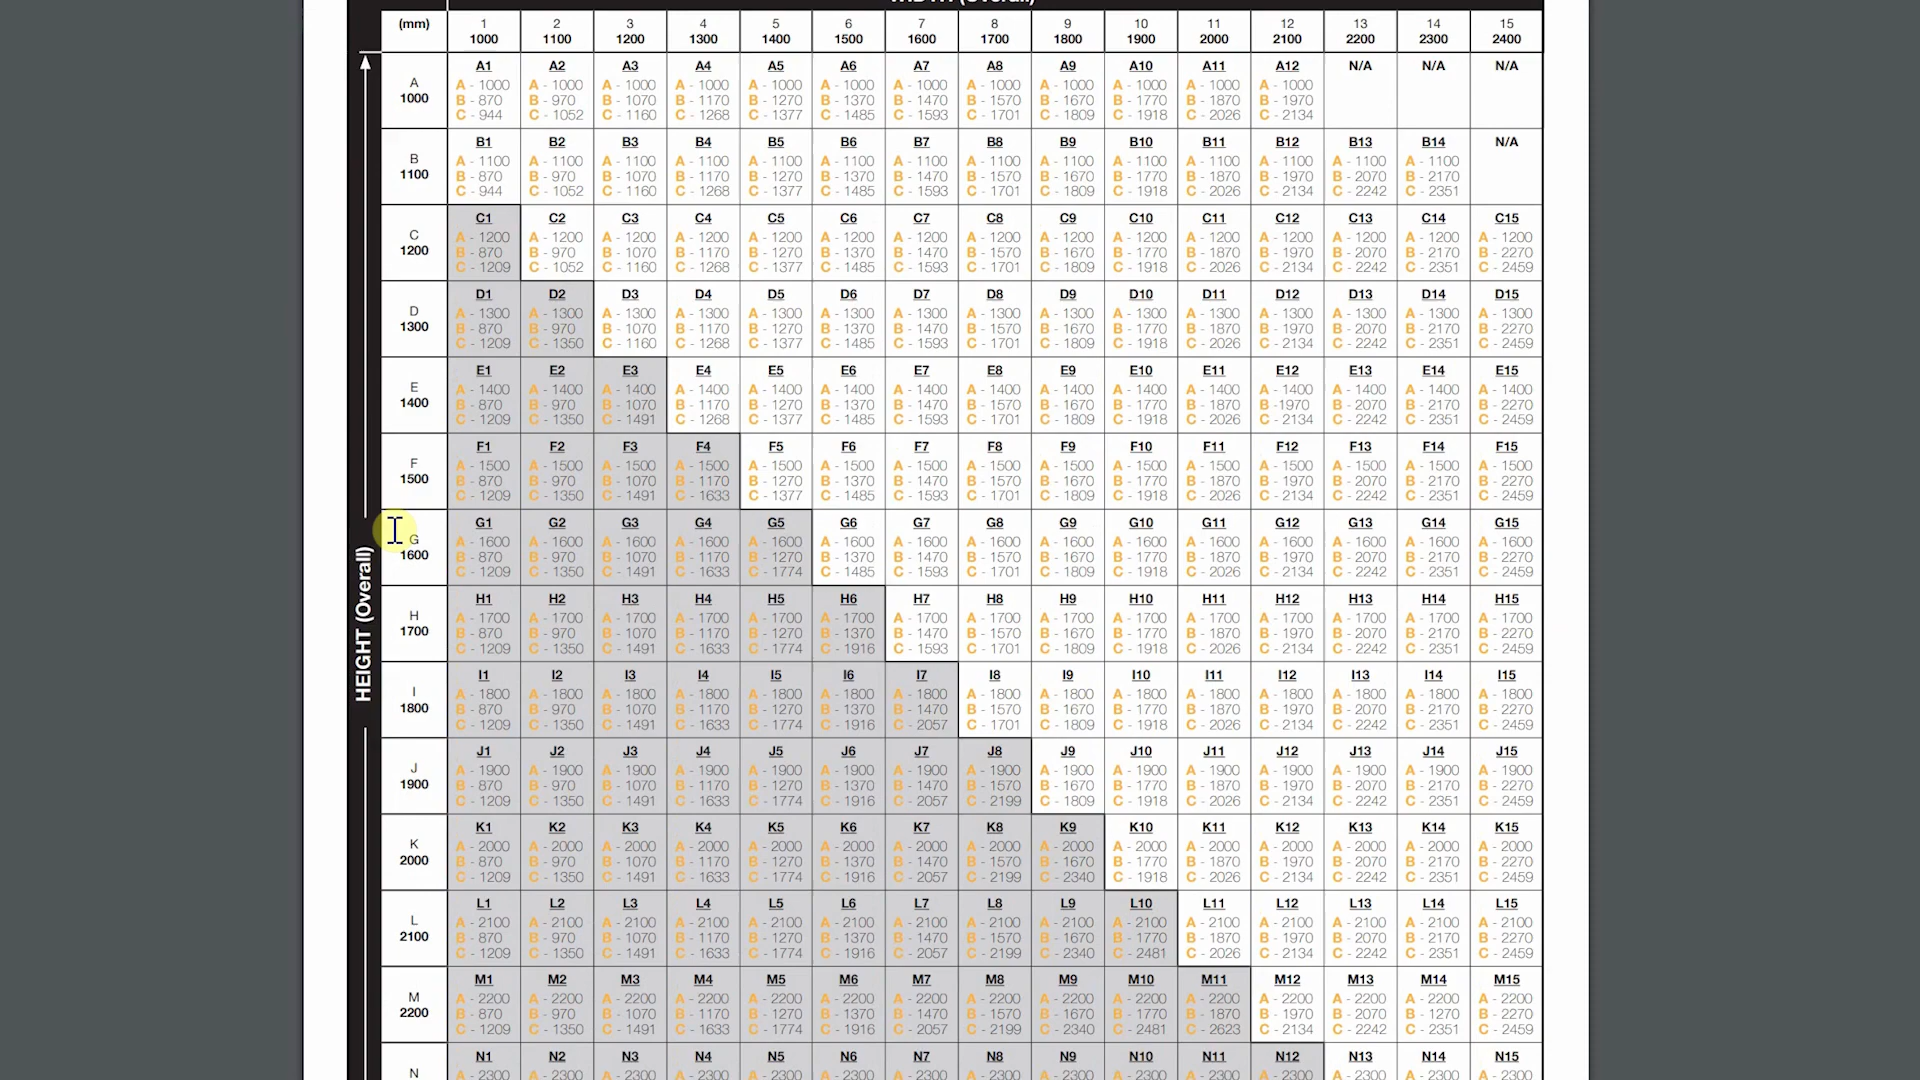 WIDTH (Overall)
(mm) 1 2 3 4 5 6 7 8 9 10 11 12 13 14 15
1000 1100 1200 1300 1400 1500 1600 1700 1800 1900 2000 2100 2200 2300 2400
HEIGHT (Overall)
A1 A2 A3 A4 A5 A6 A7 A8 A9 A10 A11 A12 N/A N/A N/A
A A - 1000 A - 1000 A - 1000 A - 1000 A - 1000 A - 1000 A - 1000 A - 1000 A - 1000 A - 1000 A - 1000 A - 1000
1000 B - 870 B - 970 B - 1070 B - 1170 B - 1270 B - 1370 B - 1470 B - 1570 B - 1670 B - 1770 B - 1870 B - 1970
C - 944 C - 1052 C - 1160 C - 1268 C - 1377 C - 1485 C - 1593 C - 1701 C - 1809 C - 1918 C - 2026 C - 2134
B1 B2 B3 B4 B5 B6 B7 B8 B9 B10 B11 B12 B13 B14 N/A
B A - 1100 A - 1100 A - 1100 A - 1100 A - 1100 A - 1100 A - 1100 A - 1100 A - 1100 A - 1100 A - 1100 A - 1100 A - 1100 A - 1100
1100 B - 870 B - 970 B - 1070 B - 1170 B - 1270 B - 1370 B - 1470 B - 1570 B - 1670 B - 1770 B - 1870 B - 1970 B - 2070 B - 2170
C - 944 C - 1052 C - 1160 C - 1268 C - 1377 C - 1485 C - 1593 C - 1701 C - 1809 C - 1918 C - 2026 C - 2134 C - 2242 C - 2351
C1 C2 C3 C4 C5 C6 C7 C8 C9 C10 C11 C12 C13 C14 C15
C A - 1200 A - 1200 A - 1200 A - 1200 A - 1200 A - 1200 A - 1200 A - 1200 A - 1200 A - 1200 A - 1200 A - 1200 A - 1200 A - 1200 A - 1200
1200 B - 870 B - 970 B - 1070 B - 1170 B - 1270 B - 1370 B - 1470 B - 1570 B - 1670 B - 1770 B - 1870 B - 1970 B - 2070 B - 2170 B - 2270
C - 1209 C - 1052 C - 1160 C - 1268 C - 1377 C - 1485 C - 1593 C - 1701 C - 1809 C - 1918 C - 2026 C - 2134 C - 2242 C - 2351 C - 2459
D1 D2 D3 D4 D5 D6 D7 D8 D9 D10 D11 D12 D13 D14 D15
D A - 1300 A - 1300 A - 1300 A - 1300 A - 1300 A - 1300 A - 1300 A - 1300 A - 1300 A - 1300 A - 1300 A - 1300 A - 1300 A - 1300 A - 1300
1300 B - 870 B - 970 B - 1070 B - 1170 B - 1270 B - 1370 B - 1470 B - 1570 B - 1670 B - 1770 B - 1870 B - 1970 B - 2070 B - 2170 B - 2270
C - 1209 C - 1350 C - 1160 C - 1268 C - 1377 C - 1485 C - 1593 C - 1701 C - 1809 C - 1918 C - 2026 C - 2134 C - 2242 C - 2351 C - 2459
E1 E2 E3 E4 E5 E6 E7 E8 E9 E10 E11 E12 E13 E14 E15
E A - 1400 A - 1400 A - 1400 A - 1400 A - 1400 A - 1400 A - 1400 A - 1400 A - 1400 A - 1400 A - 1400 A - 1400 A - 1400 A - 1400 A - 1400
1400 B - 870 B - 970 B - 1070 B - 1170 B - 1270 B - 1370 B - 1470 B - 1570 B - 1670 B - 1770 B - 1870 B -1970 B - 2070 B - 2170 B - 2270
C - 1209 C - 1350 C - 1491 C - 1268 C - 1377 C - 1485 C - 1593 C - 1701 C - 1809 C - 1918 C - 2026 C - 2134 C - 2242 C - 2351 C - 2459
F1 F2 F3 F4 F5 F6 F7 F8 F9 F10 F11 F12 F13 F14 F15
F A - 1500 A - 1500 A - 1500 A - 1500 A - 1500 A - 1500 A - 1500 A - 1500 A - 1500 A - 1500 A - 1500 A - 1500 A - 1500 A - 1500 A - 1500
1500 B - 870 B - 970 B - 1070 B - 1170 B - 1270 B - 1370 B - 1470 B - 1570 B - 1670 B - 1770 B - 1870 B - 1970 B - 2070 B - 2170 B - 2270
C - 1209 C - 1350 C - 1491 C - 1633 C - 1377 C - 1485 C - 1593 C - 1701 C - 1809 C - 1918 C - 2026 C - 2134 C - 2242 C - 2351 C - 2459
G1 G2 G3 G4 G5 G6 G7 G8 G9 G10 G11 G12 G13 G14 G15
G A - 1600 A - 1600 A - 1600 A - 1600 A - 1600 A - 1600 A - 1600 A - 1600 A - 1600 A - 1600 A - 1600 A - 1600 A - 1600 A - 1600 A - 1600
1600 B - 870 B - 970 B - 1070 B - 1170 B - 1270 B - 1370 B - 1470 B - 1570 B - 1670 B - 1770 B - 1870 B - 1970 B - 2070 B - 2170 B - 2270
C - 1209 C - 1350 C - 1491 C - 1633 C - 1774 C - 1485 C - 1593 C - 1701 C - 1809 C - 1918 C - 2026 C - 2134 C - 2242 C - 2351 C - 2459
H1 H2 H3 H4 H5 H6 H7 H8 H9 H10 H11 H12 H13 H14 H15
H A - 1700 A - 1700 A - 1700 A - 1700 A - 1700 A - 1700 A - 1700 A - 1700 A - 1700 A - 1700 A - 1700 A - 1700 A - 1700 A - 1700 A - 1700
1700 B - 870 B - 970 B - 1070 B - 1170 B - 1270 B - 1370 B - 1470 B - 1570 B - 1670 B - 1770 B - 1870 B - 1970 B - 2070 B - 2170 B - 2270
C - 1209 C - 1350 C - 1491 C - 1633 C - 1774 C - 1916 C - 1593 C - 1701 C - 1809 C - 1918 C - 2026 C - 2134 C - 2242 C - 2351 C - 2459
I1 I2 I3 I4 I5 I6 I7 I8 I9 I10 I11 I12 I13 I14 I15
I A - 1800 A - 1800 A - 1800 A - 1800 A - 1800 A - 1800 A - 1800 A - 1800 A - 1800 A - 1800 A - 1800 A - 1800 A - 1800 A - 1800 A - 1800
1800 B - 870 B - 970 B - 1070 B - 1170 B - 1270 B - 1370 B - 1470 B - 1570 B - 1670 B - 1770 B - 1870 B - 1970 B - 2070 B - 2170 B - 2270
C - 1209 C - 1350 C - 1491 C - 1633 C - 1774 C - 1916 C - 2057 C - 1701 C - 1809 C - 1918 C - 2026 C - 2134 C - 2242 C - 2351 C - 2459
J1 J2 J3 J4 J5 J6 J7 J8 J9 J10 J11 J12 J13 J14 J15
J A - 1900 A - 1900 A - 1900 A - 1900 A - 1900 A - 1900 A - 1900 A - 1900 A - 1900 A - 1900 A - 1900 A - 1900 A - 1900 A - 1900 A - 1900
1900 B - 870 B - 970 B - 1070 B - 1170 B - 1270 B - 1370 B - 1470 B - 1570 B - 1670 B - 1770 B - 1870 B - 1970 B - 2070 B - 2170 B - 2270
C - 1209 C - 1350 C - 1491 C - 1633 C - 1774 C - 1916 C - 2057 C - 2199 C - 1809 C - 1918 C - 2026 C - 2134 C - 2242 C - 2351 C - 2459
K1 K2 K3 K4 K5 K6 K7 K8 K9 K10 K11 K12 K13 K14 K15
K A - 2000 A - 2000 A - 2000 A - 2000 A - 2000 A - 2000 A - 2000 A - 2000 A - 2000 A - 2000 A - 2000 A - 2000 A - 2000 A - 2000 A - 2000
2000 B - 870 B - 970 B - 1070 B - 1170 B - 1270 B - 1370 B - 1470 B - 1570 B - 1670 B - 1770 B - 1870 B - 1970 B - 2070 B - 2170 B - 2270
C - 1209 C - 1350 C - 1491 C - 1633 C - 1774 C - 1916 C - 2057 C - 2199 C - 2340 C - 1918 C - 2026 C - 2134 C - 2242 C - 2351 C - 2459
L1 L2 L3 L4 L5 L6 L7 L8 L9 L10 L11 L12 L13 L14 L15
L A - 2100 A - 2100 A - 2100 A - 2100 A - 2100 A - 2100 A - 2100 A - 2100 A - 2100 A - 2100 A - 2100 A - 2100 A - 2100 A - 2100 A - 2100
2100 B - 870 B - 970 B - 1070 B - 1170 B - 1270 B - 1370 B - 1470 B - 1570 B - 1670 B - 1770 B - 1870 B - 1970 B - 2070 B - 2170 B - 2270
C - 1209 C - 1350 C - 1491 C - 1633 C - 1774 C - 1916 C - 2057 C - 2199 C - 2340 C - 2481 C - 2026 C - 2134 C - 2242 C - 2351 C - 2459
M1 M2 M3 M4 M5 M6 M7 M8 M9 M10 M11 M12 M13 M14 M15
M A - 2200 A - 2200 A - 2200 A - 2200 A - 2200 A - 2200 A - 2200 A - 2200 A - 2200 A - 2200 A - 2200 A - 2200 A - 2200 A - 2200 A - 2200
2200 B - 870 B - 970 B - 1070 B - 1170 B - 1270 B - 1370 B - 1470 B - 1570 B - 1670 B - 1770 B - 1870 B - 1970 B - 2070 B - 1270 B - 2270
C - 1209 C - 1350 C - 1491 C - 1633 C - 1774 C - 1916 C - 2057 C - 2199 C - 2340 C - 2481 C - 2623 C - 2134 C - 2242 C - 2351 C - 2459
N1 N2 N3 N4 N5 N6 N7 N8 N9 N10 N11 N12 N13 N14 N15
N A - 2300 A - 2300 A - 2300 A - 2300 A - 2300 A - 2300 A - 2300 A - 2300 A - 2300 A - 2300 A - 2300 A - 2300 A - 2300 A - 2300 A - 2300